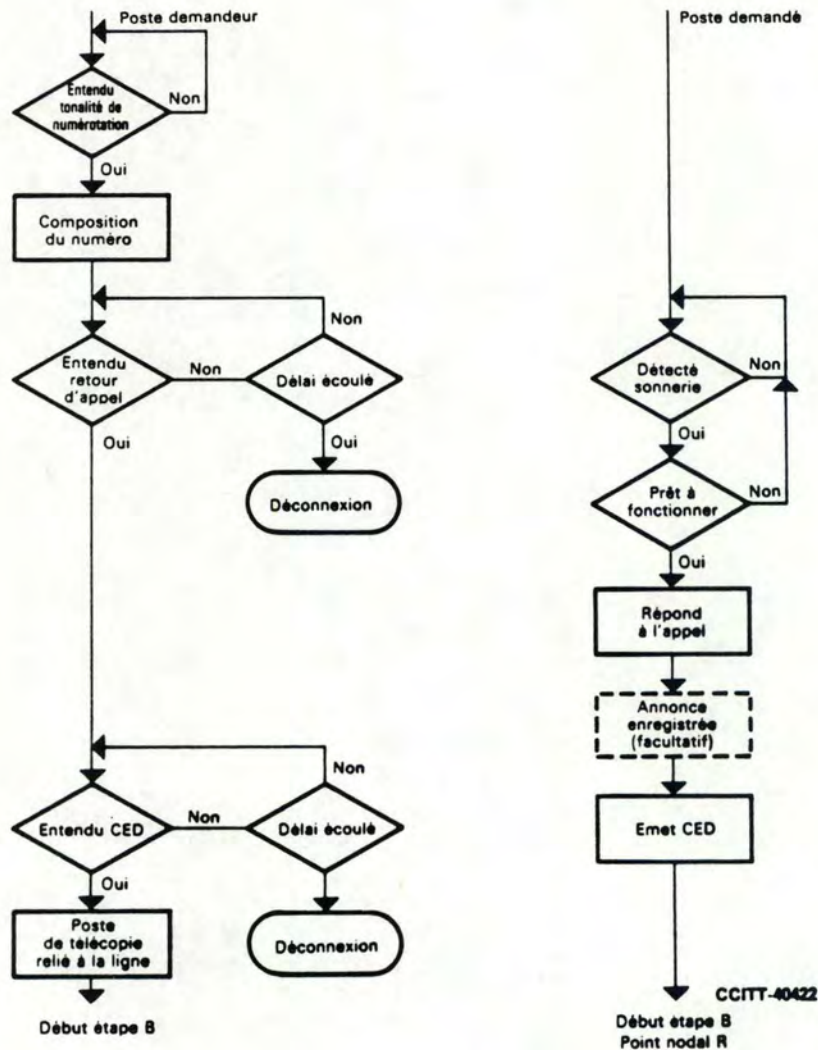 Poste demandeur
Entendu
tonalité de
numérotation
Non
Oui
Composition
du numéro
Non
Entendu
retour
d'appel
Non
Délai écoulé
Oui
Oui
Déconnexion
Non
Entendu CED
Non
Délai écoulé
Oui
Oui
Poste
de télécopie
relié à la ligne
Déconnexion
Début étape B
Poste demandé
Détecté
sonnerie
Non
Oui
Prêt à
fonctionner
Non
Oui
Répond
à l'appel
Annonce
enregistrée
(facultatif)
Emet CED
CCITT-40422
Début étape B
Point nodal R